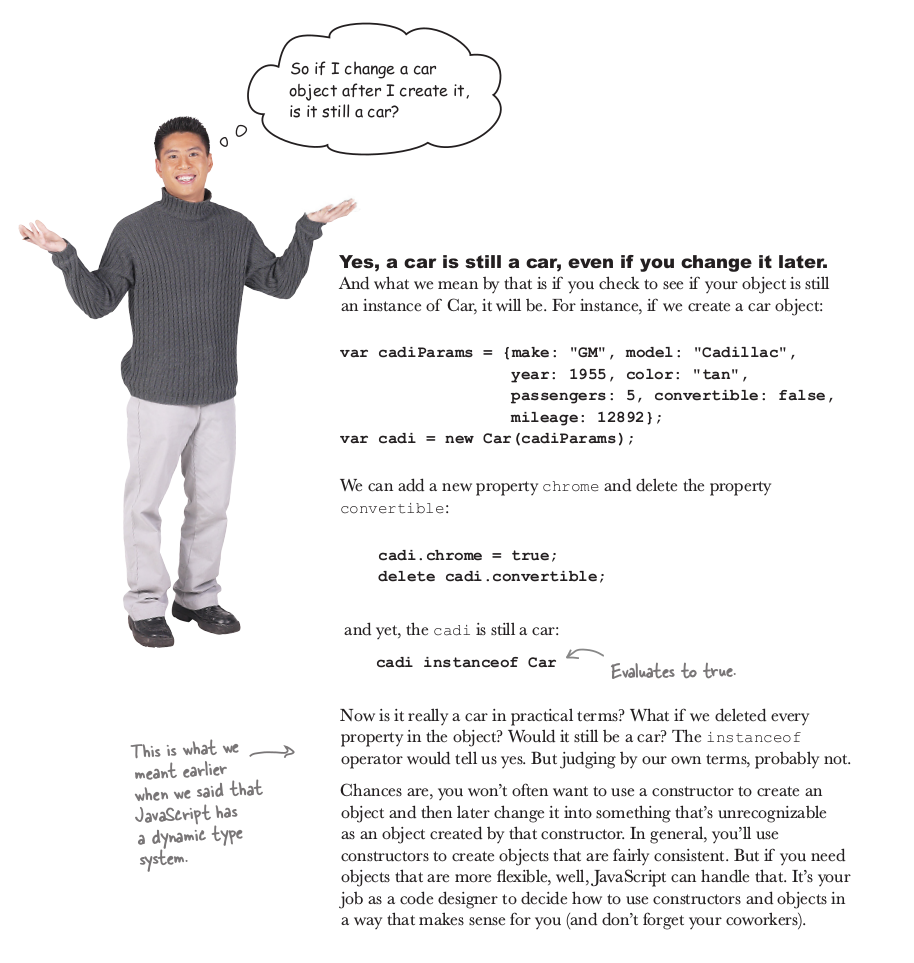 So if I change a car
object after I create it,
is it still a car?
Yes, a car is still a car, even if you change it later.
And what we mean by that is if you check to see if your object is still
an instance of Car, it will be. For instance, if we create a car object:
var cadiParams = {make: "GM", model: "Cadillac",
year: 1955, color: "tan",
passengers: 5, convertible: false,
mileage: 12892};
var cadi = new Car(cadiParams);
We can add a new property chrome and delete the property
convertible:
cadi.chrome = true;
delete cadi.convertible;
and yet, the cadi is still a car:
cadi instanceof Car
Evaluates to true.
Now is it really a car in practical terms? What if we deleted every
property in the object? Would it still be a car? The instanceof
operator would tell us yes. But judging by our own terms, probably not.
This is what we
meant earlier
when we said that
JavaScript has
a dynamic type
system.
Chances are, you won't often want to use a constructor to create an
object and then later change it into something that's unrecognizable
as an object created by that constructor. In general, you'll use
constructors to create objects that are fairly consistent. But if you need
objects that are more flexible, well, JavaScript can handle that. It's your
job as a code designer to decide how to use constructors and objects in
a way that makes sense for you (and don't forget your coworkers).